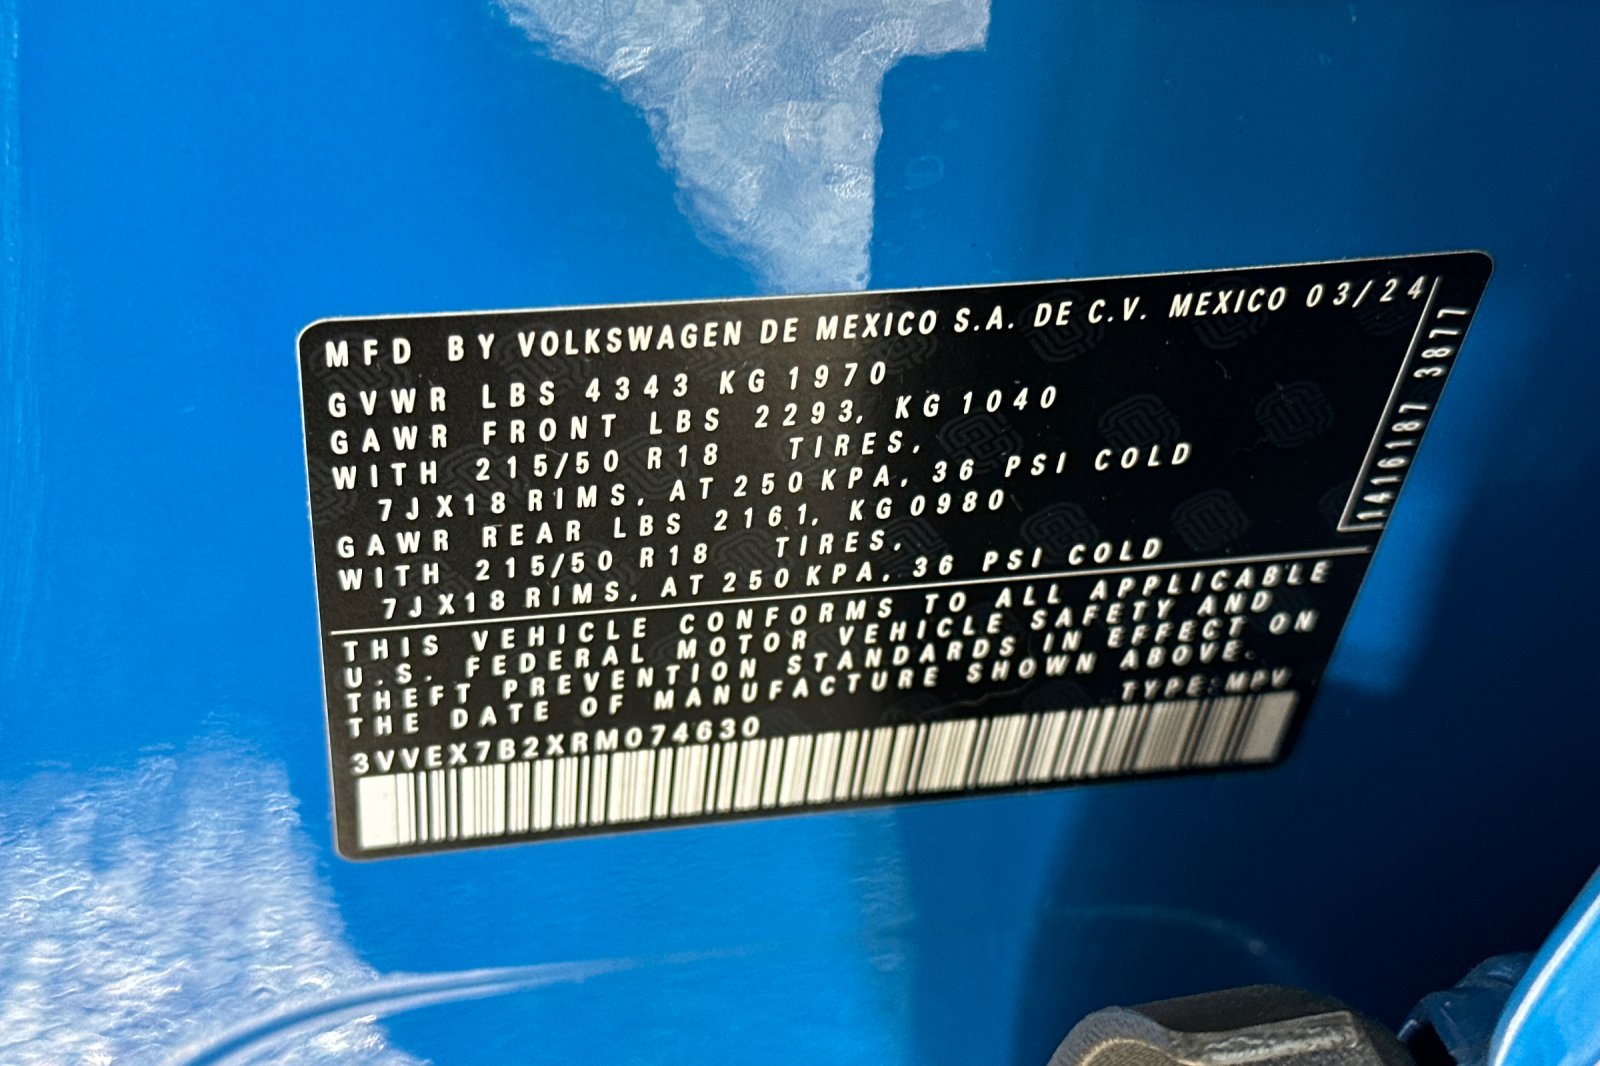 MFD BY VOLKSWAGEN DE MEXICO S.A. DE C.V. MEXICO 03/24
GVWR LBS 4343 KG 1970
GAWR FRONT LBS 2293, KG 1040
WITH 215/50 R18 TIRES,
7JX18 RIMS, AT 250 KPA, 36 PSI COLD
GAWR REAR LBS 2161, KG 0980
WITH 215/50 R18 TIRES,
7JX18 RIMS, AT 250 KPA, 36 PSI COLD
THIS VEHICLE CONFORMS TO ALL APPLICABLE
U.S. FEDERAL MOTOR VEHICLE SAFETY AND
THEFT PREVENTION STANDARDS IN EFFECT ON
THE DATE OF MANUFACTURE SHOWN ABOVE.
TYPE: MPV
3VVEX7B2XRM074630
1416187 3877